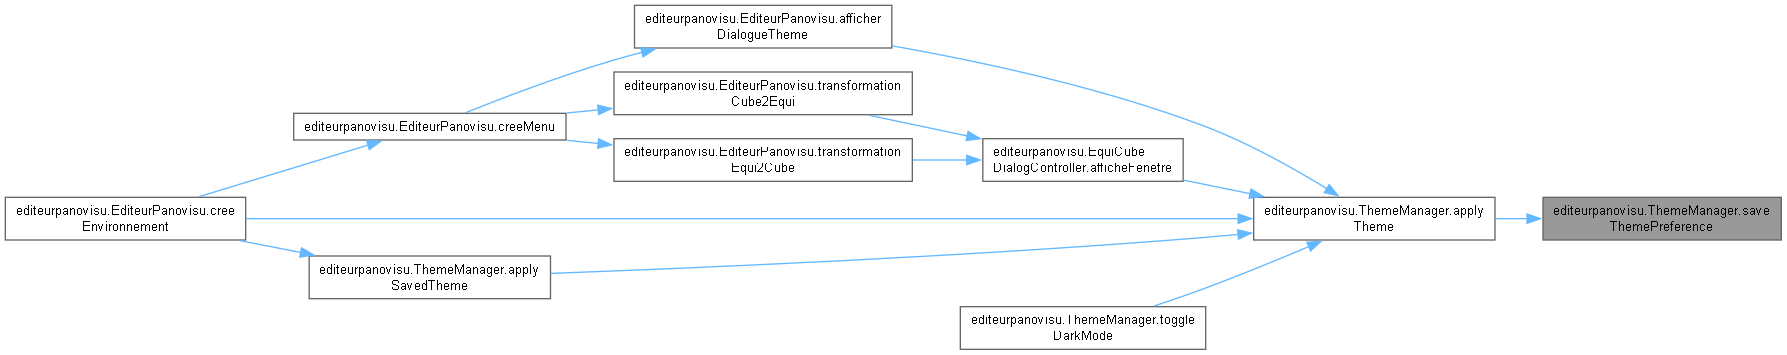 editeurpanovisu.EditeurPanovisu.afficher
DialogueTheme
editeurpanovisu.EditeurPanovisu.transformation
Cube2Equi
editeurpanovisu.EditeurPanovisu.creeMenu
editeurpanovisu.EditeurPanovisu.transformation
Equi2Cube
editeurpanovisu.EquiCube
DialogController.afficheFenetre
editeurpanovisu.EditeurPanovisu.cree
Environnement
editeurpanovisu.ThemeManager.apply
Theme
editeurpanovisu.ThemeManager.save
ThemePreference
editeurpanovisu.ThemeManager.apply
SavedTheme
editeurpanovisu.ThemeManager.toggle
DarkMode